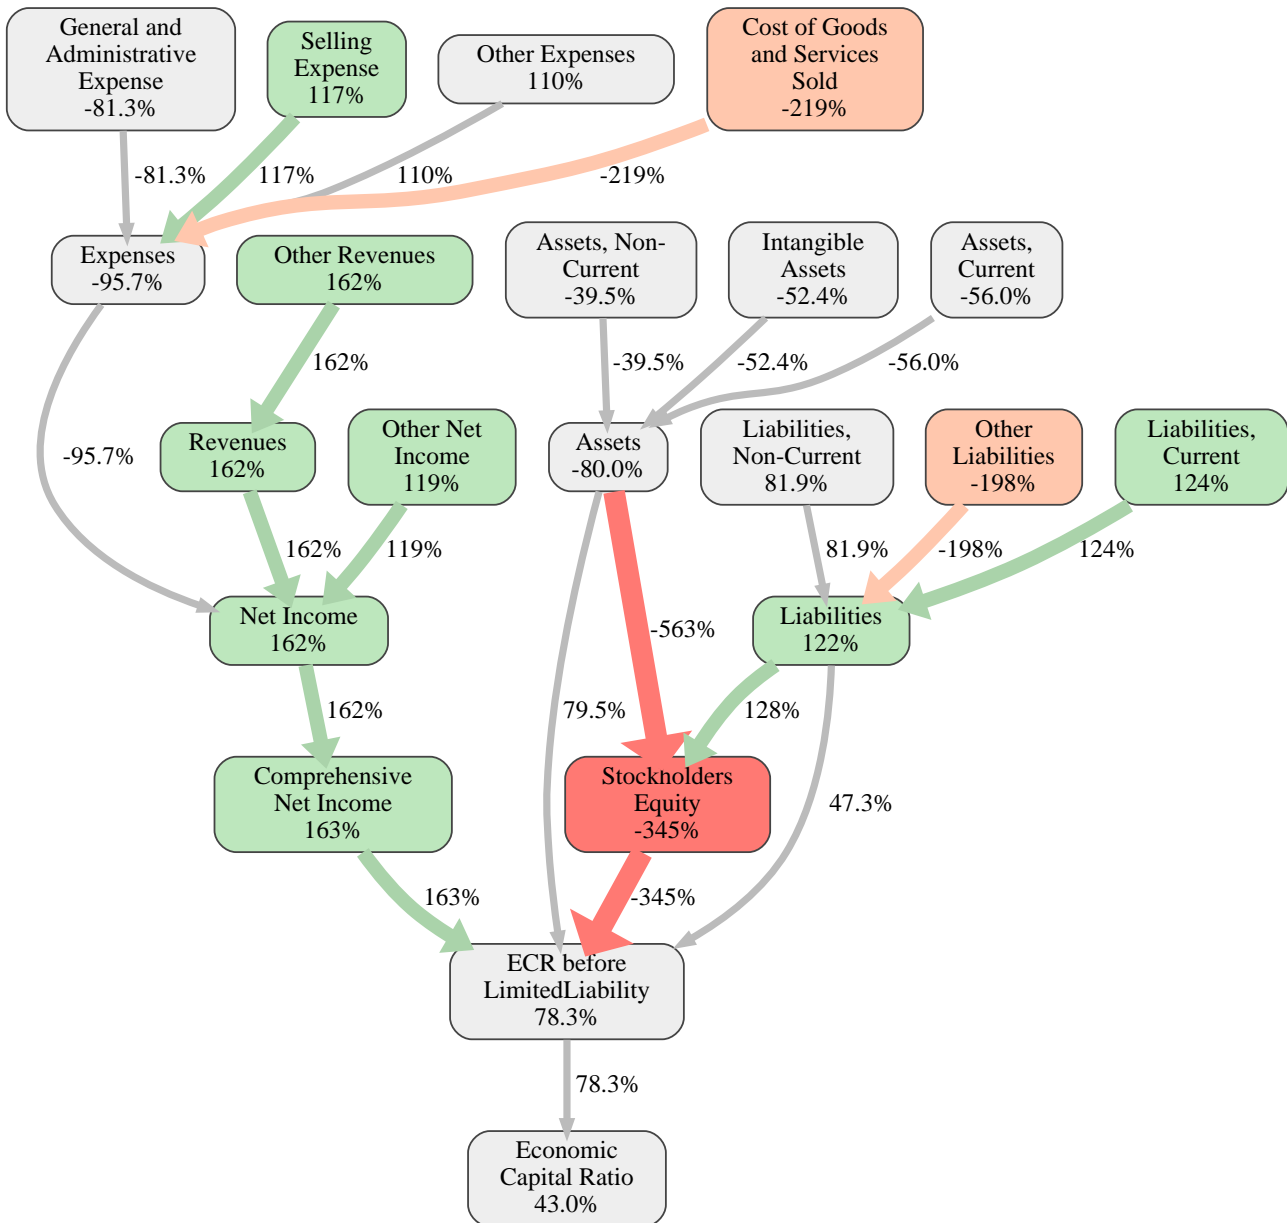 General and
Administrative
Expense
-81.3%
Selling
Expense
117%
Other Expenses
110%
Cost of Goods
and Services
Sold
-219%
-81.3%
117%
110%
-219%
Expenses
-95.7%
Other Revenues
162%
Assets, Non-
Current
-39.5%
Intangible
Assets
-52.4%
Assets,
Current
-56.0%
162%
-39.5%
-52.4%
-56.0%
-95.7%
Revenues
162%
Other Net
Income
119%
Assets
-80.0%
Liabilities,
Non-Current
81.9%
Other
Liabilities
-198%
Liabilities,
Current
124%
162%
119%
81.9%
-198%
124%
Net Income
162%
-563%
Liabilities
122%
162%
79.5%
128%
47.3%
Comprehensive
Net Income
163%
Stockholders
Equity
-345%
163%
-345%
ECR before
LimitedLiability
78.3%
78.3%
Economic
Capital Ratio
43.0%